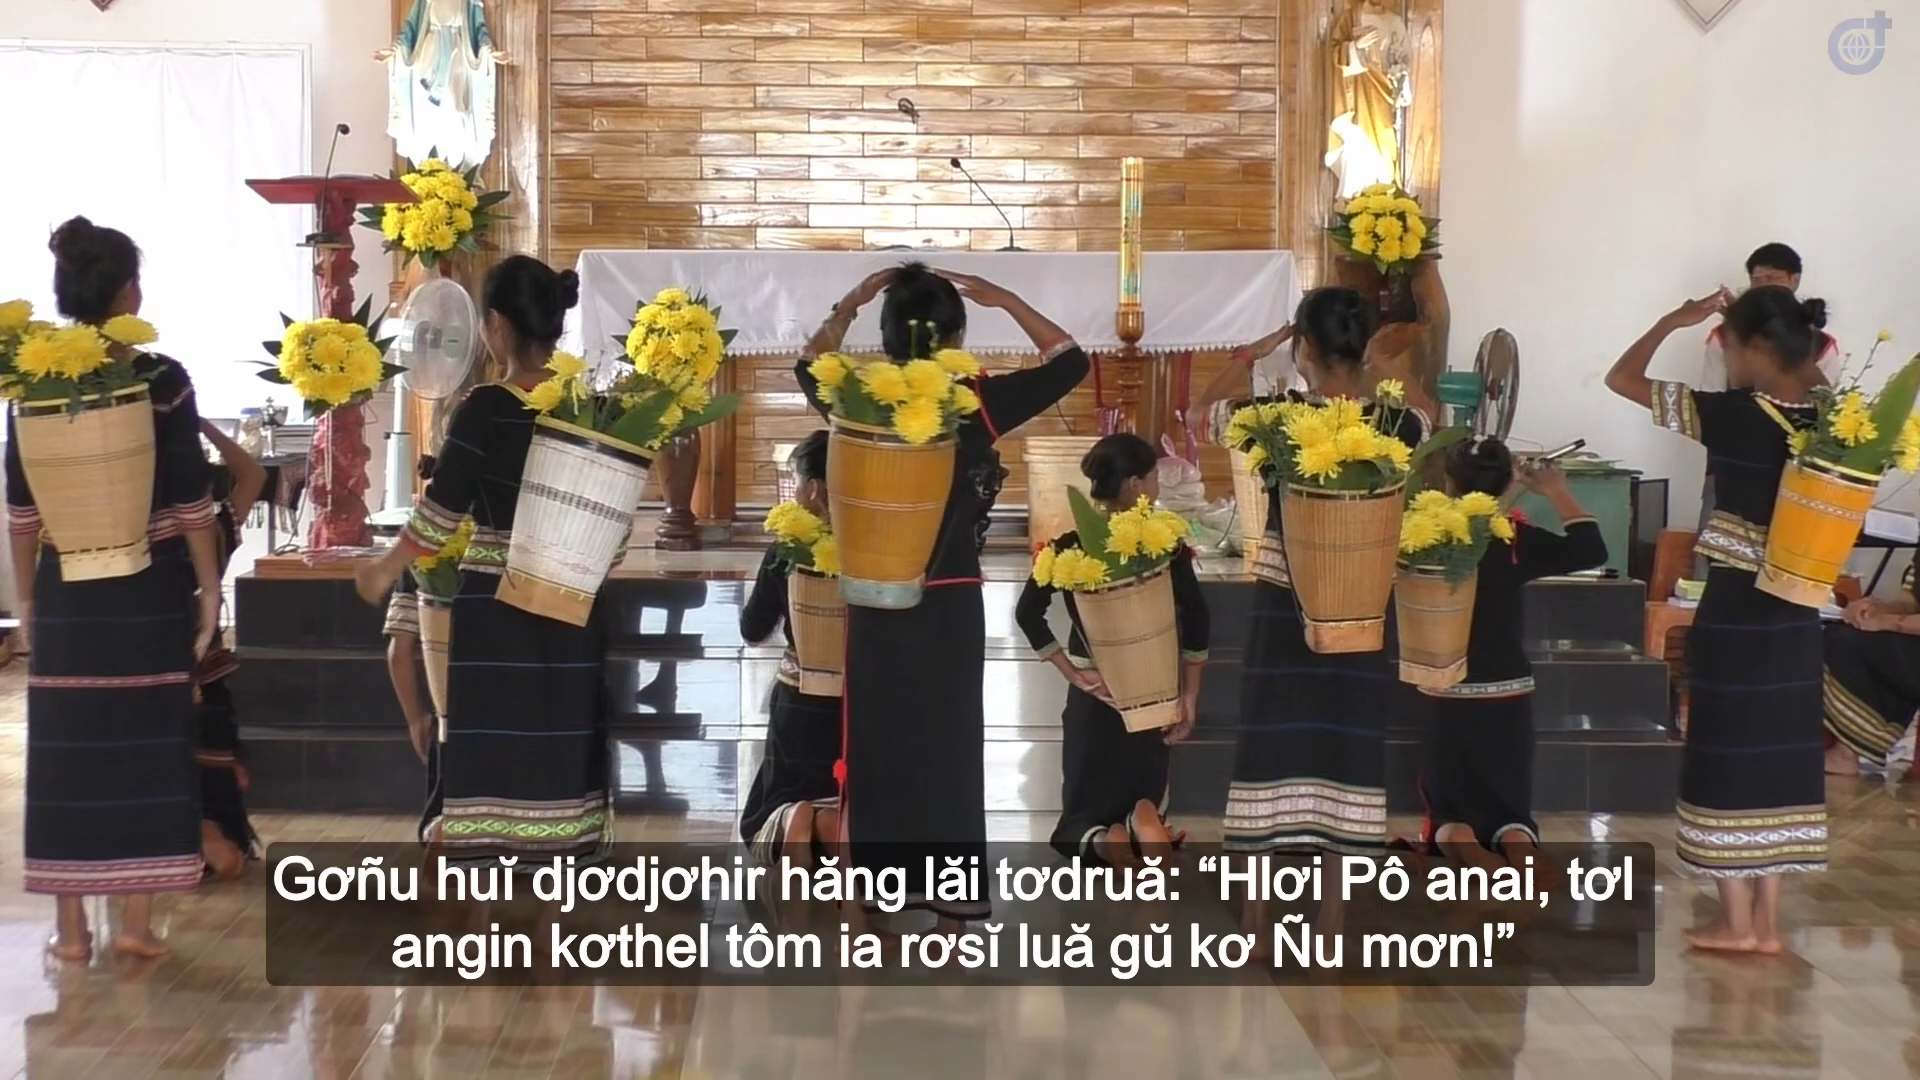 Gơñu huĭ djơdjơhir hăng lăi tơdruă: “Hlơi Pô anai, tơl
angin kơthel tôm ia rơsĭ luă gŭ kơ Ñu mơn!”